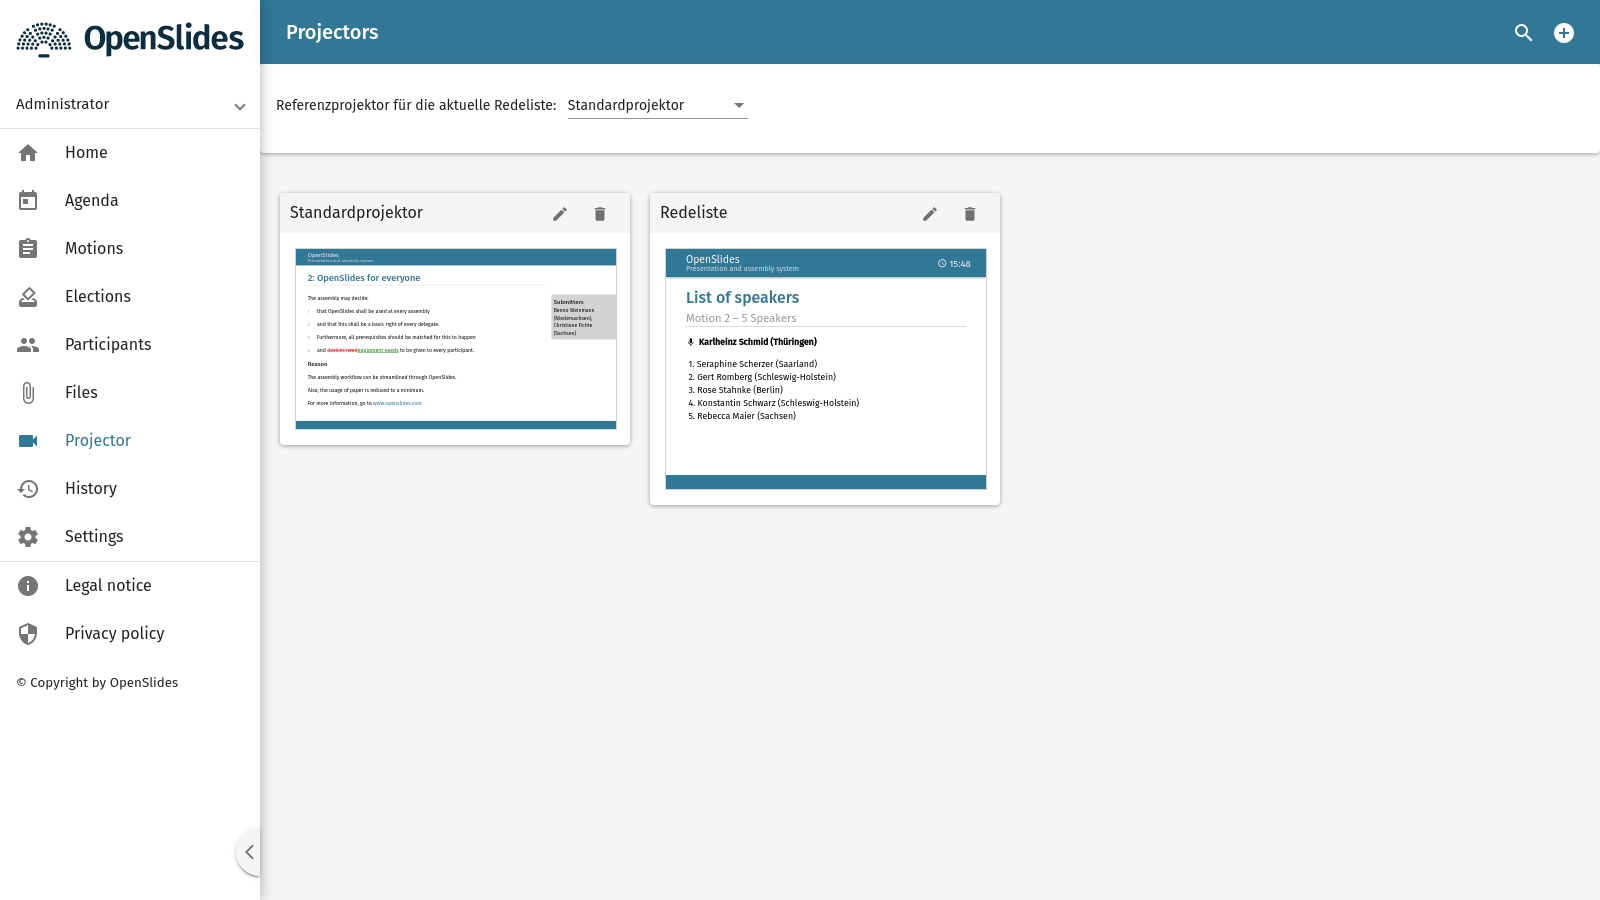 OpenSlides
Administrator
Home
Agenda
Motions
Elections
Participants
Files
Projector
History
Settings
Legal notice
Privacy policy
© Copyright by OpenSlides
Projectors
Referenzprojektor für die aktuelle Redeliste: Standardprojektor
Standardprojektor
OpenSlides
Presentation and assembly system
2: OpenSlides for everyone
The assembly may decide:
that OpenSlides shall be used at every assembly
and that this shall be a basic right of every delegate.
Furthermore, all prerequisites should be matched for this to happen
and devices need equipment needs to be given to every participant.
Reason
The assembly workflow can be streamlined through OpenSlides.
Also, the usage of paper is reduced to a minimum.
For more information, go to www.openslides.com
Submitters
Benno Weinmann
(Niedersachsen),
Christiane Fichte
(Sachsen)
Redeliste
OpenSlides
Presentation and assembly system
15:48
List of speakers
Motion 2 – 5 Speakers
Karlheinz Schmid (Thüringen)
1. Seraphine Scherzer (Saarland)
2. Gert Romberg (Schleswig-Holstein)
3. Rose Stahnke (Berlin)
4. Konstantin Schwarz (Schleswig-Holstein)
5. Rebecca Maier (Sachsen)